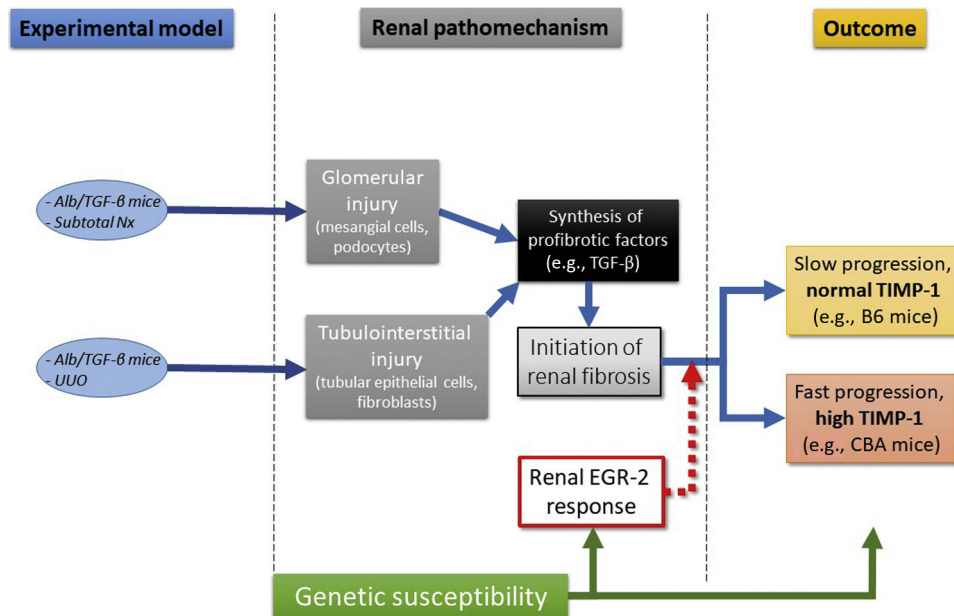 Experimental model
Renal pathomechanism
Outcome
- Alb/TGF-β mice
- Subtotal Nx
Glomerular
injury
(mesangial cells,
podocytes)
Synthesis of
profibrotic factors
(e.g., TGF-β)
- Alb/TGF-β mice
- UUO
Tubulointerstitial
injury
(tubular epithelial cells,
fibroblasts)
Initiation of
renal fibrosis
Slow progression,
normal TIMP-1
(e.g., B6 mice)
Fast progression,
high TIMP-1
(e.g., CBA mice)
Renal EGR-2
response
Genetic susceptibility